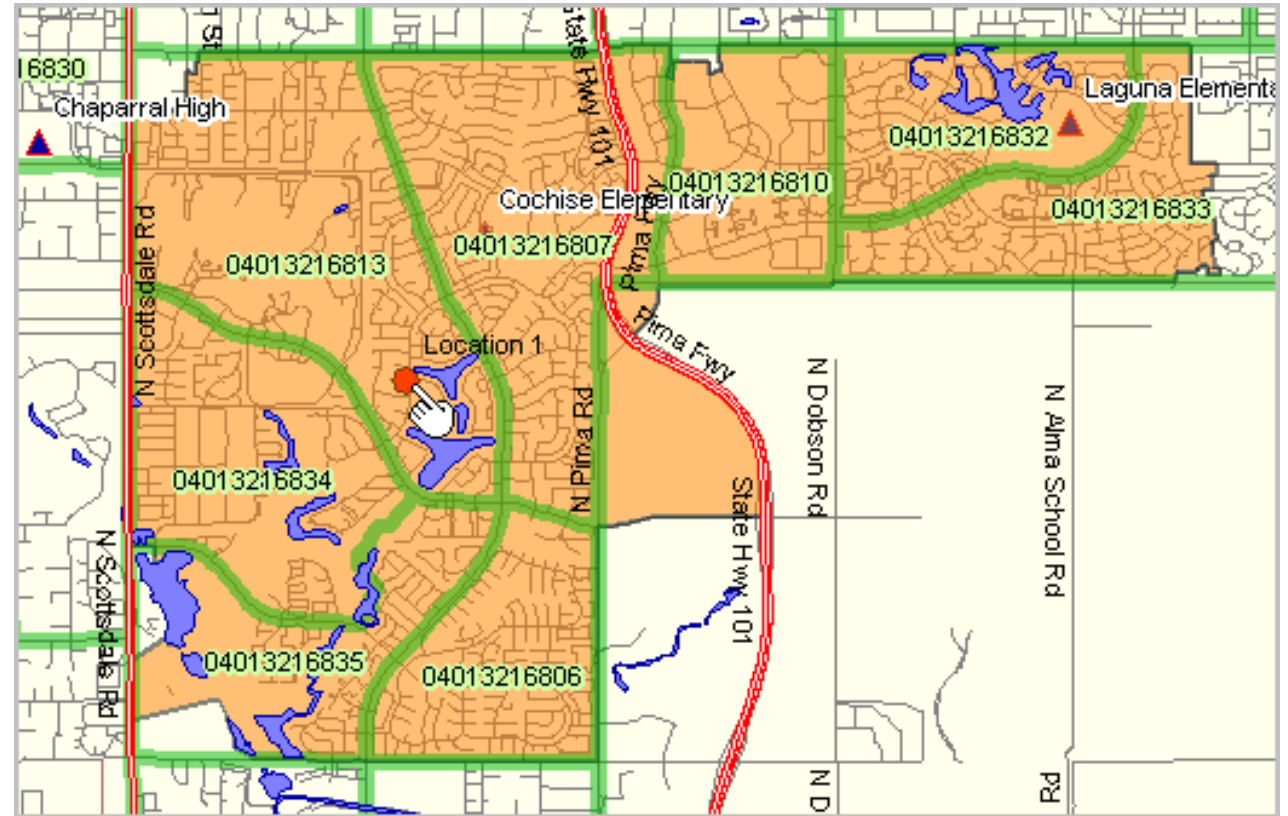 State Hwy 101
16830
Chaparral High
Laguna Elementa
04013216832
04013216810
Cochise Elementary
04013216833
N Scottsdale Rd
04013216807
Pima Fwy
04013216813
Pima Fwy
Location 1
N Dobson Rd
N Alma School Rd
N Pima Rd
04013216834
State Hwy 101
N Scottsdale Rd
04013216835
04013216806
N D
Rd